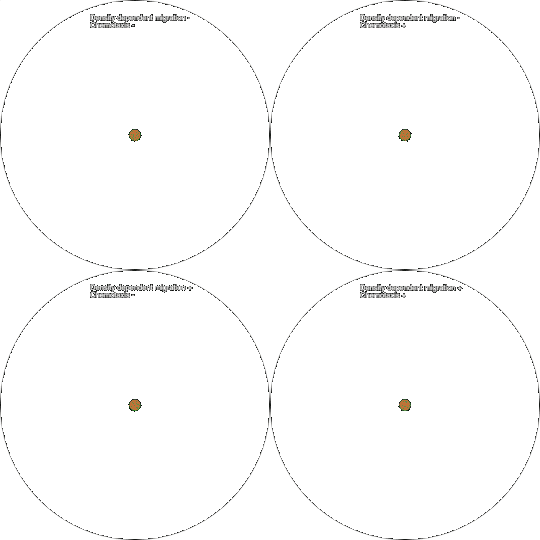 Density-dependent migration -
Chemotaxis -
Density-dependent migration -
Chemotaxis +
Density-dependent migration +
Chemotaxis -
Density-dependent migration +
Chemotaxis +